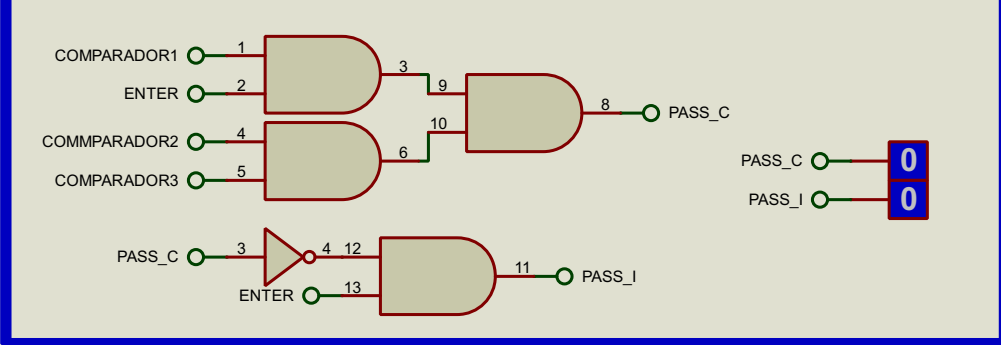 COMPARADOR1 1
3
ENTER 2
9
8 PASS_C
COMMPARADOR2 4
10
6
COMPARADOR3 5
PASS_C 0
PASS_I 0
PASS_C 3 4 12
11 PASS_I
ENTER 13